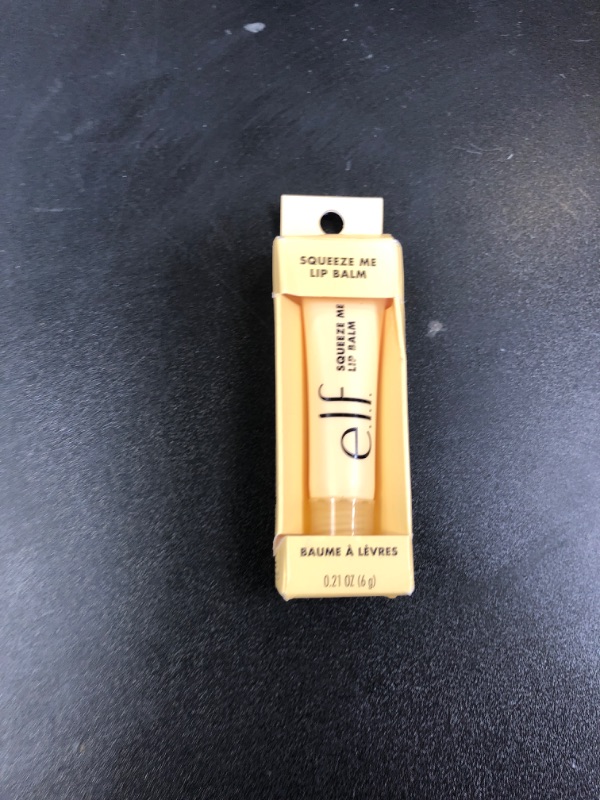 SQUEEZE ME
LIP BALM
SQUEEZE ME
LIP BALM
e.l.f.
BAUME À LÈVRES
0.21 OZ (6 g)